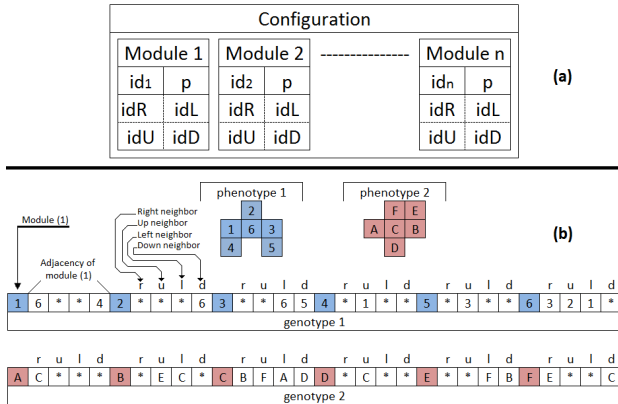 Configuration
Module 1 Module 2 Module n
id1 p id2 p idn p
idR idL idR idL idR idL
idU idD idU idD idU idD
(a)
phenotype 1 phenotype 2
Right neighbor
Up neighbor
Left neighbor
Down neighbor
Module (1)
Adjacency of
module (1)
2
1 6 3
4 5
F E
A C B
D
(b)
r u l d r u l d r u l d r u l d r u l d
1 6 * * 4 2 * * * 6 3 * * 6 5 4 * 1 * * 5 * 3 * * 6 3 2 1 *
genotype 1
r u l d r u l d r u l d r u l d r u l d r u l d
A C * * * B * E C * C B F A D D * C * * E * * F B F E * * C
genotype 2